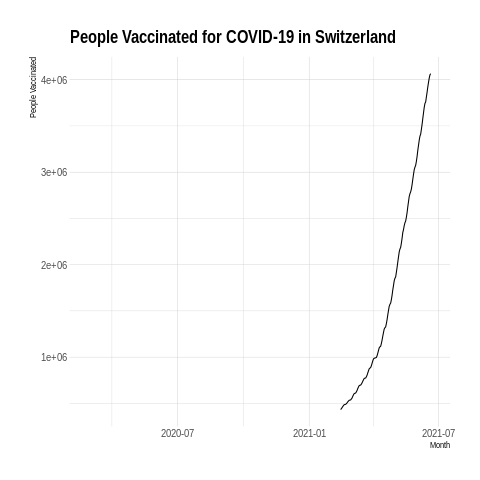 People Vaccinated for COVID-19 in Switzerland
People Vaccinated
4e+06
3e+06
2e+06
1e+06
2020-07
2021-01
2021-07
Month